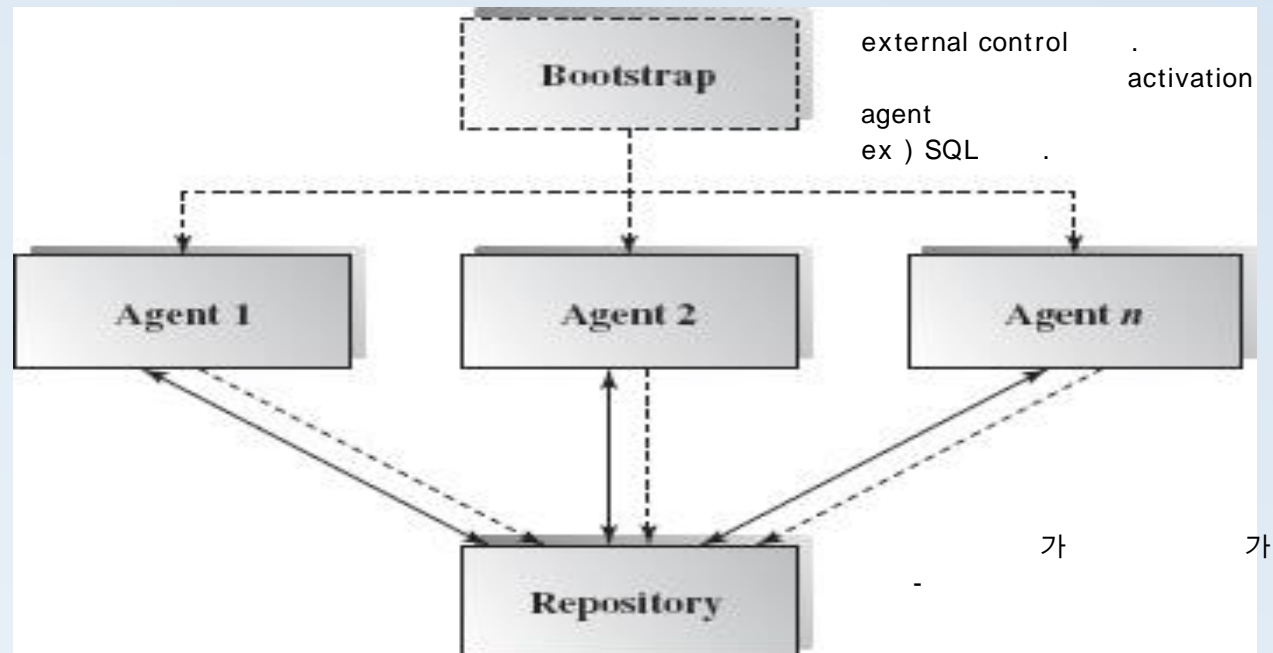 Bootstrap
external control .
activation
agent
ex ) SQL .
Agent 1
Agent 2
Agent n
가 가
-
Repository